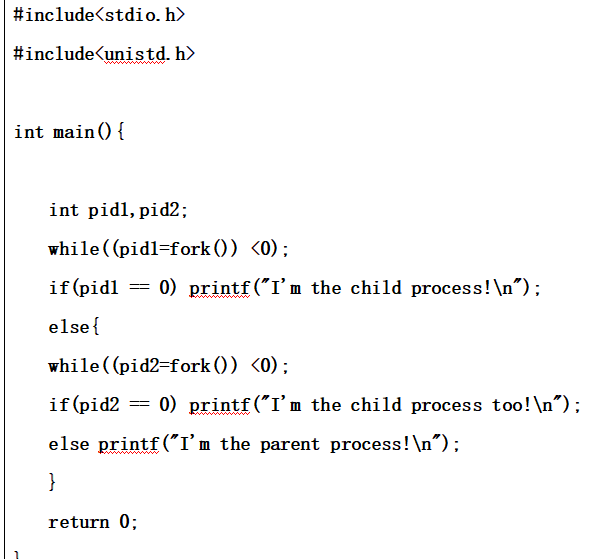 #include<stdio.h>
#include<unistd.h>
int main(){
int pid1,pid2;
while((pid1=fork()) <0);
if(pid1 == 0) printf("I'm the child process!\n");
else{
while((pid2=fork()) <0);
if(pid2 == 0) printf("I'm the child process too!\n");
else printf("I'm the parent process!\n");
}
return 0;
}